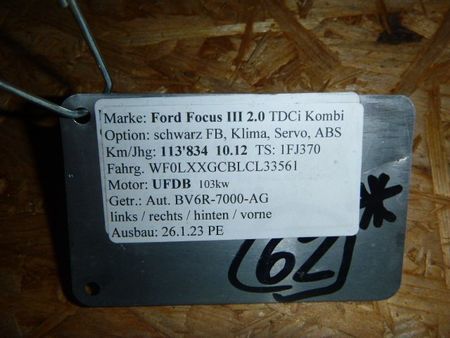 Marke: Ford Focus III 2.0 TDCi Kombi
Option: schwarz FB, Klima, Servo, ABS
Km/Jhg: 113'834 10.12 TS: 1FJ370
Fahrg. WF0LXXGCBLCL33561
Motor: UFDB 103kw
Getr.: Aut. BV6R-7000-AG
links / rechts / hinten / vorne
Ausbau: 26.1.23 PE
62*